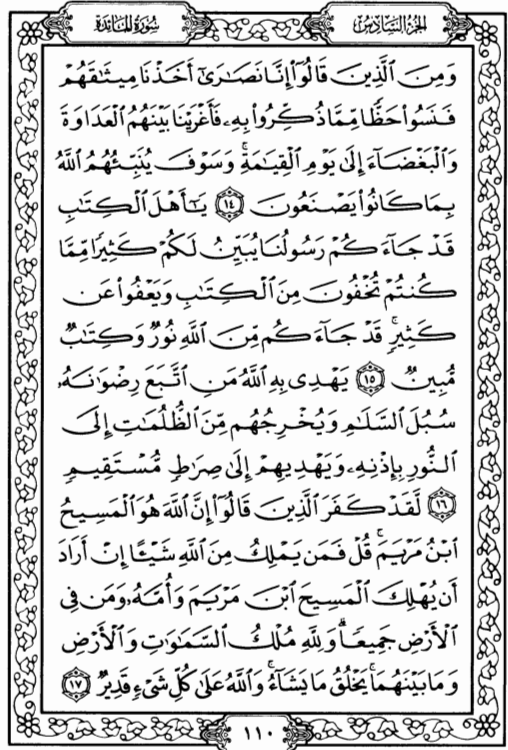 الجزء السادس
سورة المائدة
وَمِنَ ٱلَّذِينَ قَالُوٓاْ إِنَّا نَصَـٰرَىٰٓ أَخَذْنَا مِيثَـٰقَهُمْ
فَنَسُواْ حَظًّا مِّمَّا ذُكِّرُواْ بِهِۦ فَأَغْرَيْنَا بَيْنَهُمُ ٱلْعَدَاوَةَ
وَٱلْبَغْضَآءَ إِلَىٰ يَوْمِ ٱلْقِيَـٰمَةِ ۚ وَسَوْفَ يُنَبِّئُهُمُ ٱللَّهُ
بِمَا كَانُواْ يَصْنَعُونَ ١٤ يَـٰٓأَهْلَ ٱلْكِتَـٰبِ
قَدْ جَآءَكُمْ رَسُولُنَا يُبَيِّنُ لَكُمْ كَثِيرًا مِّمَّا
كُنتُمْ تُخْفُونَ مِنَ ٱلْكِتَـٰبِ وَيَعْفُواْ عَن
كَثِيرٍ ۚ قَدْ جَآءَكُم مِّنَ ٱللَّهِ نُورٌ وَكِتَـٰبٌ
مُّبِينٌ ١٥ يَهْدِى بِهِ ٱللَّهُ مَنِ ٱتَّبَعَ رِضْوَٰنَهُۥ
سُبُلَ ٱلسَّلَـٰمِ وَيُخْرِجُهُم مِّنَ ٱلظُّلُمَـٰتِ إِلَى
ٱلنُّورِ بِإِذْنِهِۦ وَيَهْدِيهِمْ إِلَىٰ صِرَٰطٍ مُّسْتَقِيمٍ
١٦ لَّقَدْ كَفَرَ ٱلَّذِينَ قَالُوٓاْ إِنَّ ٱللَّهَ هُوَ ٱلْمَسِيحُ
ٱبْنُ مَرْيَمَ ۚ قُلْ فَمَن يَمْلِكُ مِنَ ٱللَّهِ شَيْـًٔا إِنْ أَرَادَ
أَن يُهْلِكَ ٱلْمَسِيحَ ٱبْنَ مَرْيَمَ وَأُمَّهُۥ وَمَن فِى
ٱلْأَرْضِ جَمِيعًا ۗ وَلِلَّهِ مُلْكُ ٱلسَّمَـٰوَٰتِ وَٱلْأَرْضِ
وَمَا بَيْنَهُمَا ۚ يَخْلُقُ مَا يَشَآءُ ۚ وَٱللَّهُ عَلَىٰ كُلِّ شَىْءٍ قَدِيرٌ ١٧
١١٠